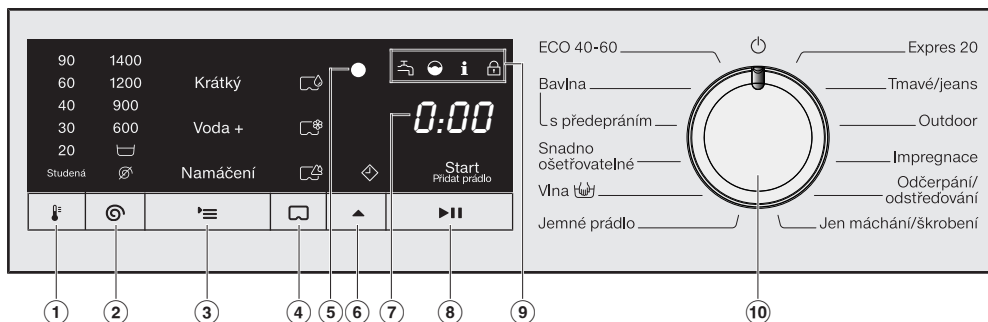 90 1400
60 1200 Krátký
40 900
30 600 Voda +
20
Studená Namáčení
0:00
Start
Přidat prádlo
ECO 40-60
Bavlna
s předepráním
Snadno
ošetřovatelné
Vlna
Jemné prádlo
Expres 20
Tmavé/jeans
Outdoor
Impregnace
Odčerpání/
odstřeďování
Jen máchání/škrobení
1 2 3 4 5 6 7 8 9 10